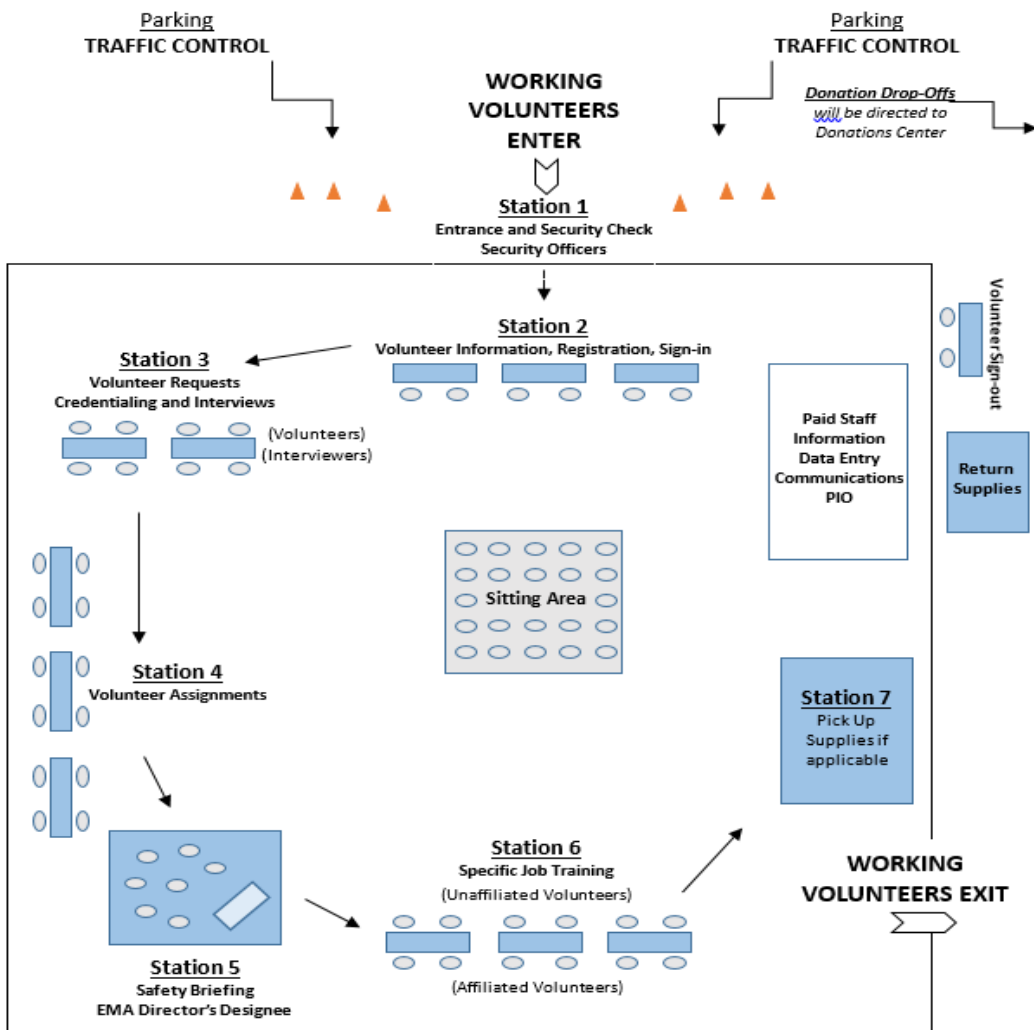 Parking
TRAFFIC CONTROL
Parking
TRAFFIC CONTROL
WORKING
VOLUNTEERS
ENTER
Donation Drop-Offs
will be directed to
Donations Center
Station 1
Entrance and Security Check
Security Officers
Station 2
Volunteer Information, Registration, Sign-in
Station 3
Volunteer Requests
Credentialing and Interviews
(Volunteers)
(Interviewers)
Paid Staff
Information
Data Entry
Communications
PIO
Volunteer Sign-out
Return
Supplies
Sitting Area
Station 4
Volunteer Assignments
Station 7
Pick Up
Supplies if
applicable
Station 5
Safety Briefing
EMA Director's Designee
Station 6
Specific Job Training
(Unaffiliated Volunteers)
(Affiliated Volunteers)
WORKING
VOLUNTEERS EXIT